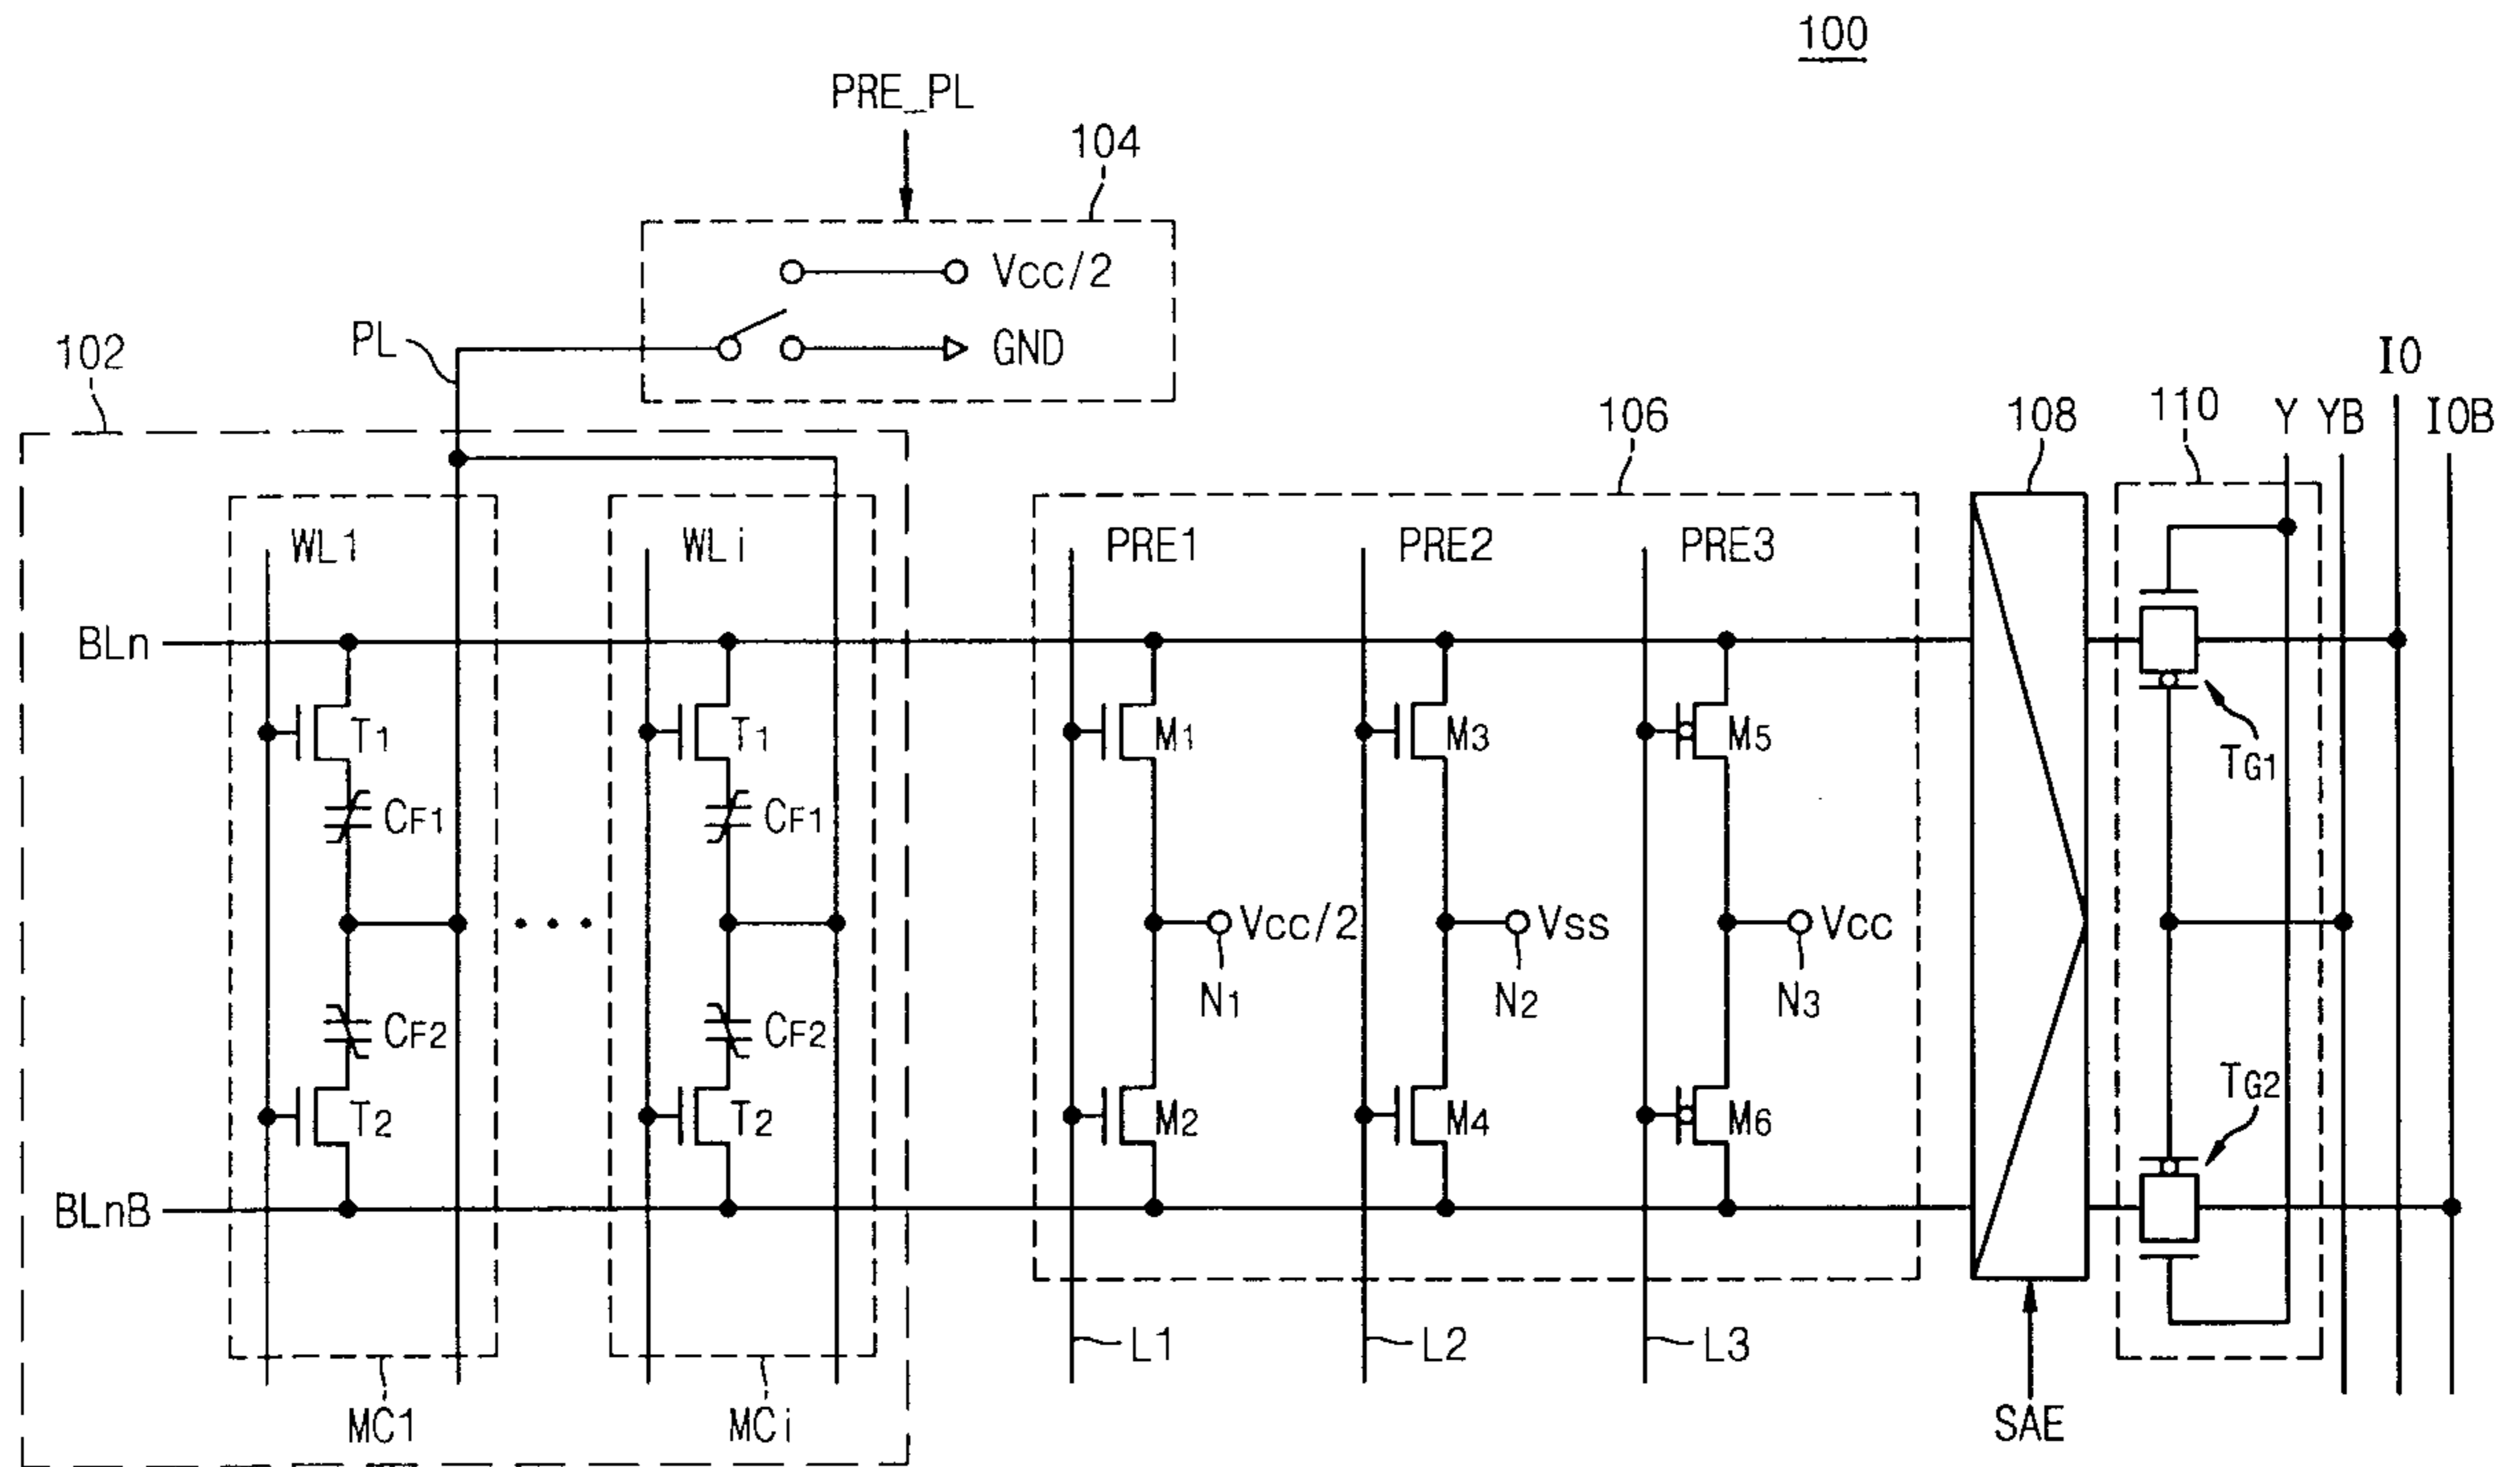 100
PRE_PL
104
VCC/2
GND
102
PL
106
108
110
Y
YB
IO
IOB
WL1
WLi
PRE1
PRE2
PRE3
BLn
T1
T1
M1
M3
M5
TG1
CF1
CF1
VCC/2
VSS
VCC
N1
N2
N3
CF2
CF2
T2
T2
M2
M4
M6
TG2
BLnB
L1
L2
L3
MC1
MCi
SAE